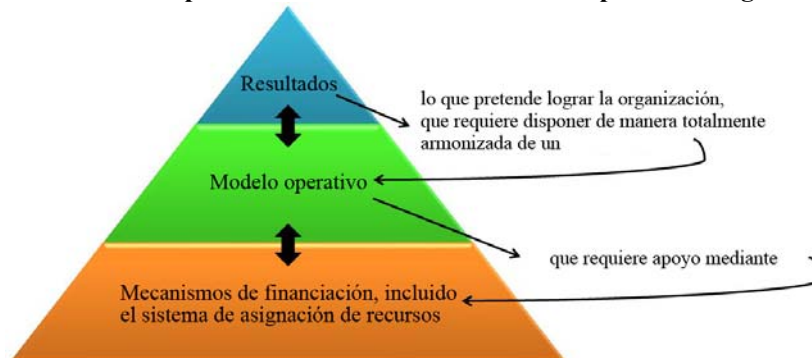 Resultados
lo que pretende lograr la organización,
que requiere disponer de manera totalmente
armonizada de un
Modelo operativo
que requiere apoyo mediante
Mecanismos de financiación, incluido
el sistema de asignación de recursos